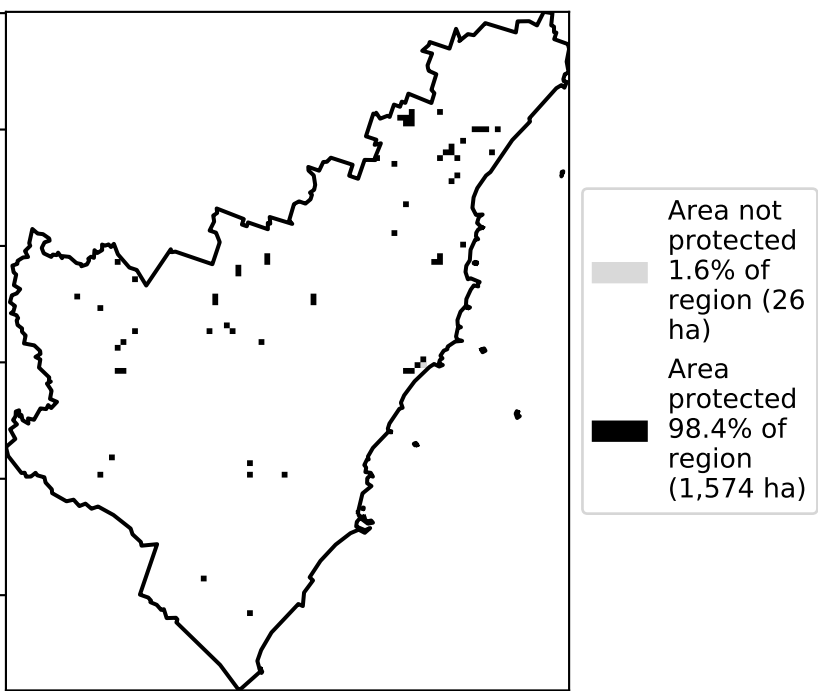 Area not
protected
1.6% of
region (26
ha)
Area
protected
98.4% of
region
(1,574 ha)